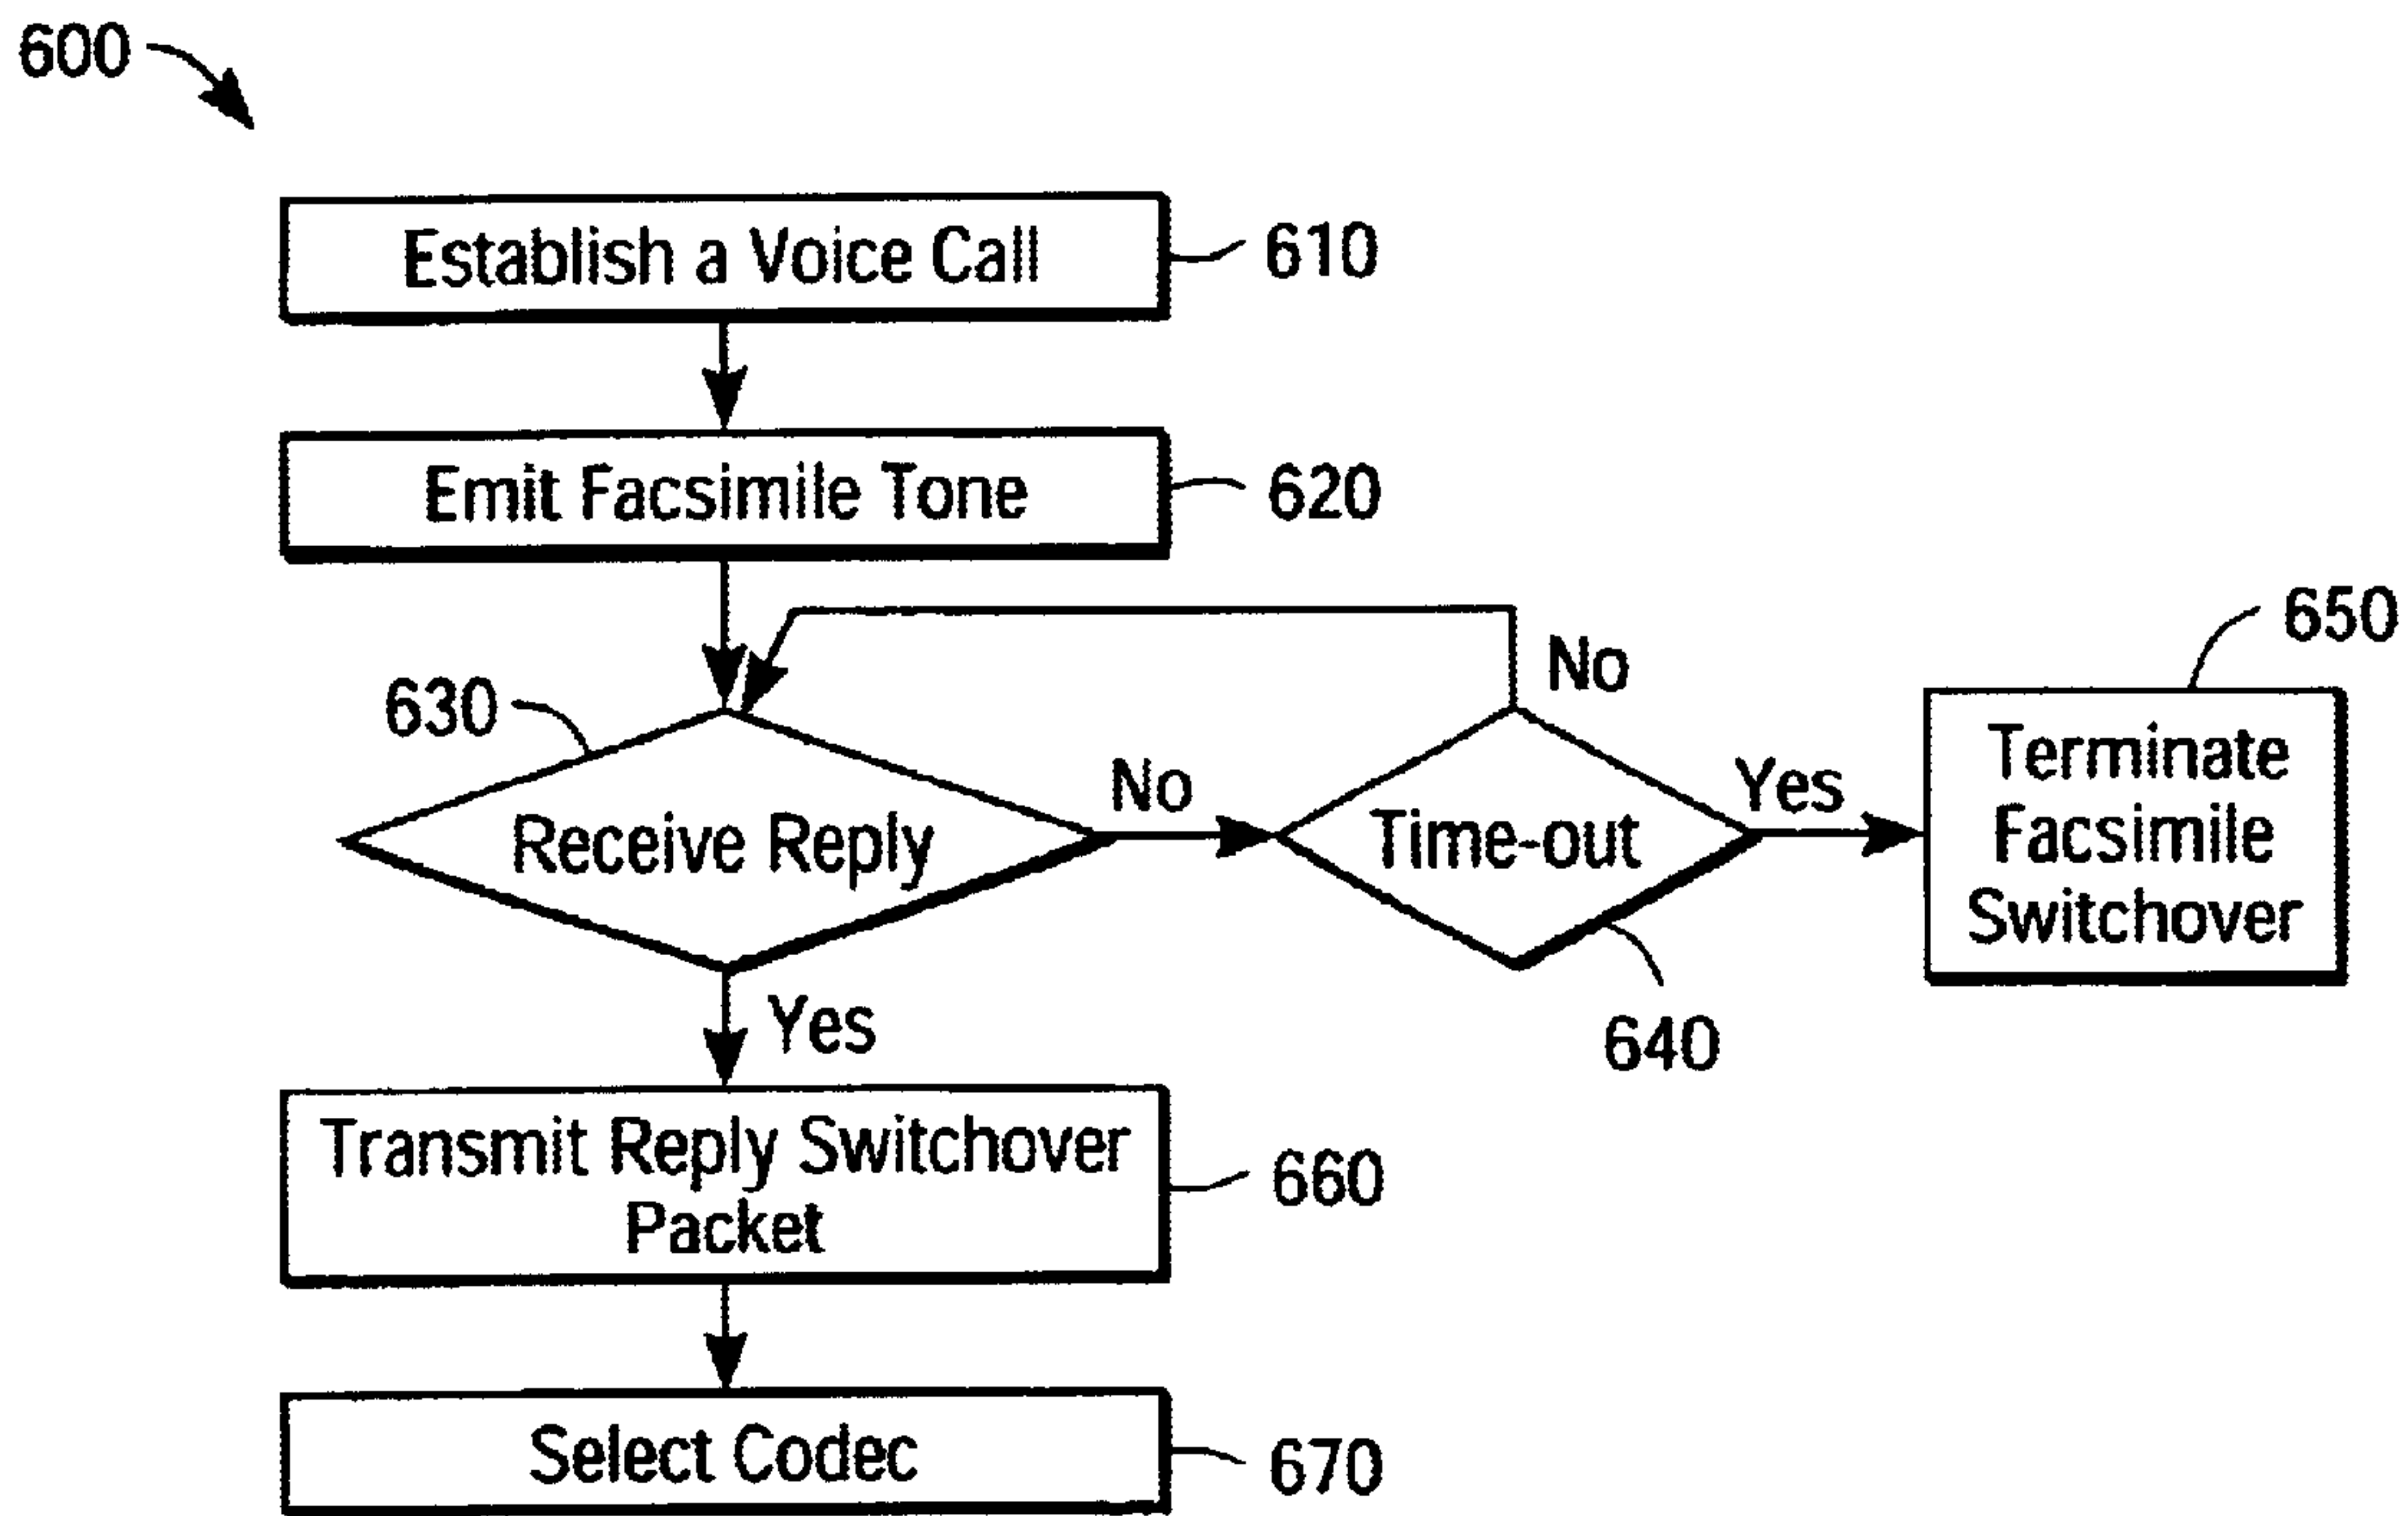 600
Establish a Voice Call
610
Emit Facsimile Tone
620
630
Receive Reply
No
Time-out
No
640
Yes
650
Terminate
Facsimile
Switchover
Yes
Transmit Reply Switchover
Packet
660
Select Codec
670